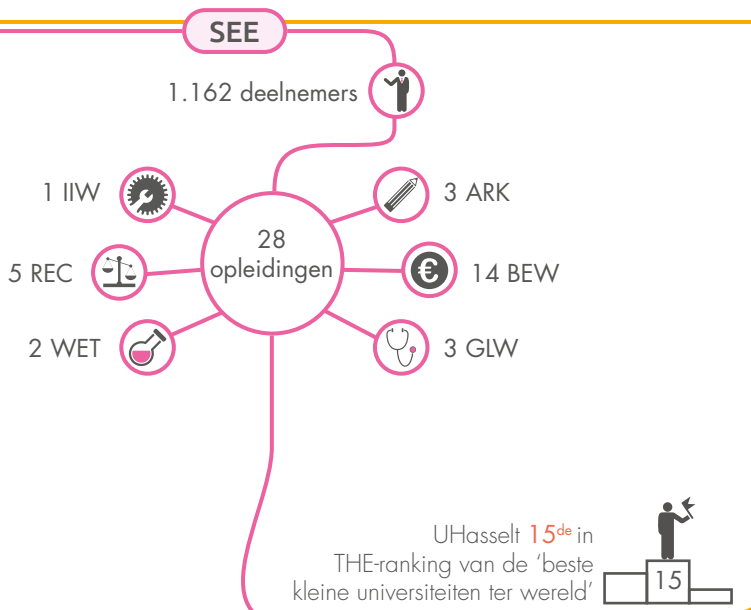 SEE
1.162 deelnemers
1 IIW
3 ARK
28
opleidingen
5 REC
14 BEW
2 WET
3 GLW
UHasselt 15de in
THE-ranking van de ‘beste
kleine universiteiten ter wereld’
15